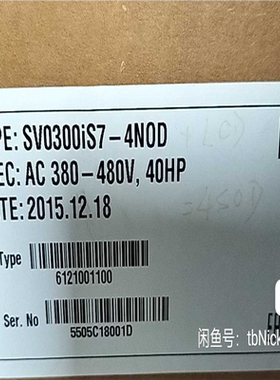 PE: SV0300iS7-4NOD
EC: AC 380-480V, 40HP
TE: 2015.12.18
Type
6121001100
Ser. No
5505C18001D
闲鱼号：tbNick